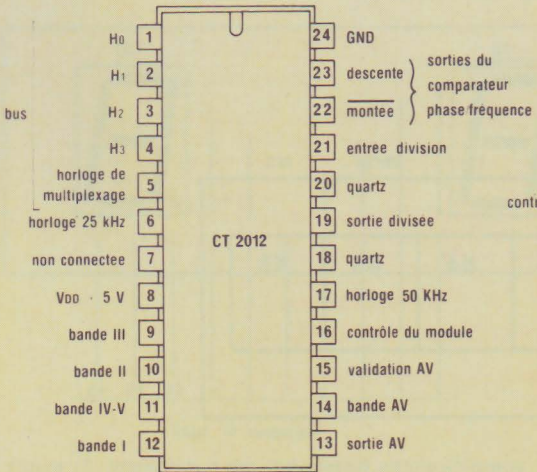 H0 1
H1 2
bus
H2 3
H3 4
horloge de
multiplexage 5
horloge 25 kHz 6
non connectee 7
VDD · 5 V 8
bande III 9
bande II 10
bande IV-V 11
bande I 12
CT 2012
24 GND
23 descente
22 montee
sorties du
comparateur
phase/fréquence
21 entree division
20 quartz
conti
19 sortie divisée
18 quartz
17 horloge 50 KHz
16 contrôle du module
15 validation AV
14 bande AV
13 sortie AV